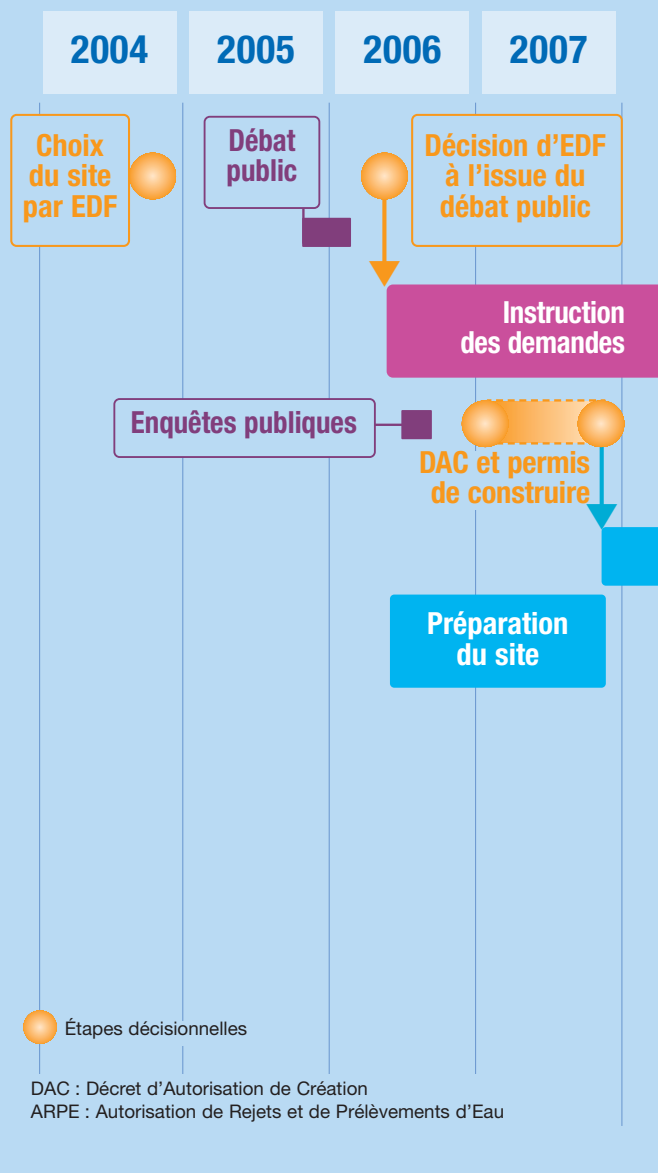 2004 2005 2006 2007
Choix
du site
par EDF
Débat
public
Décision d’EDF
à l’issue du
débat public
Instruction
des demandes
Enquêtes publiques
DAC et permis
de construire
Préparation
du site
Étapes décisionnelles
DAC : Décret d’Autorisation de Création
ARPE : Autorisation de Rejets et de Prélèvements d’Eau